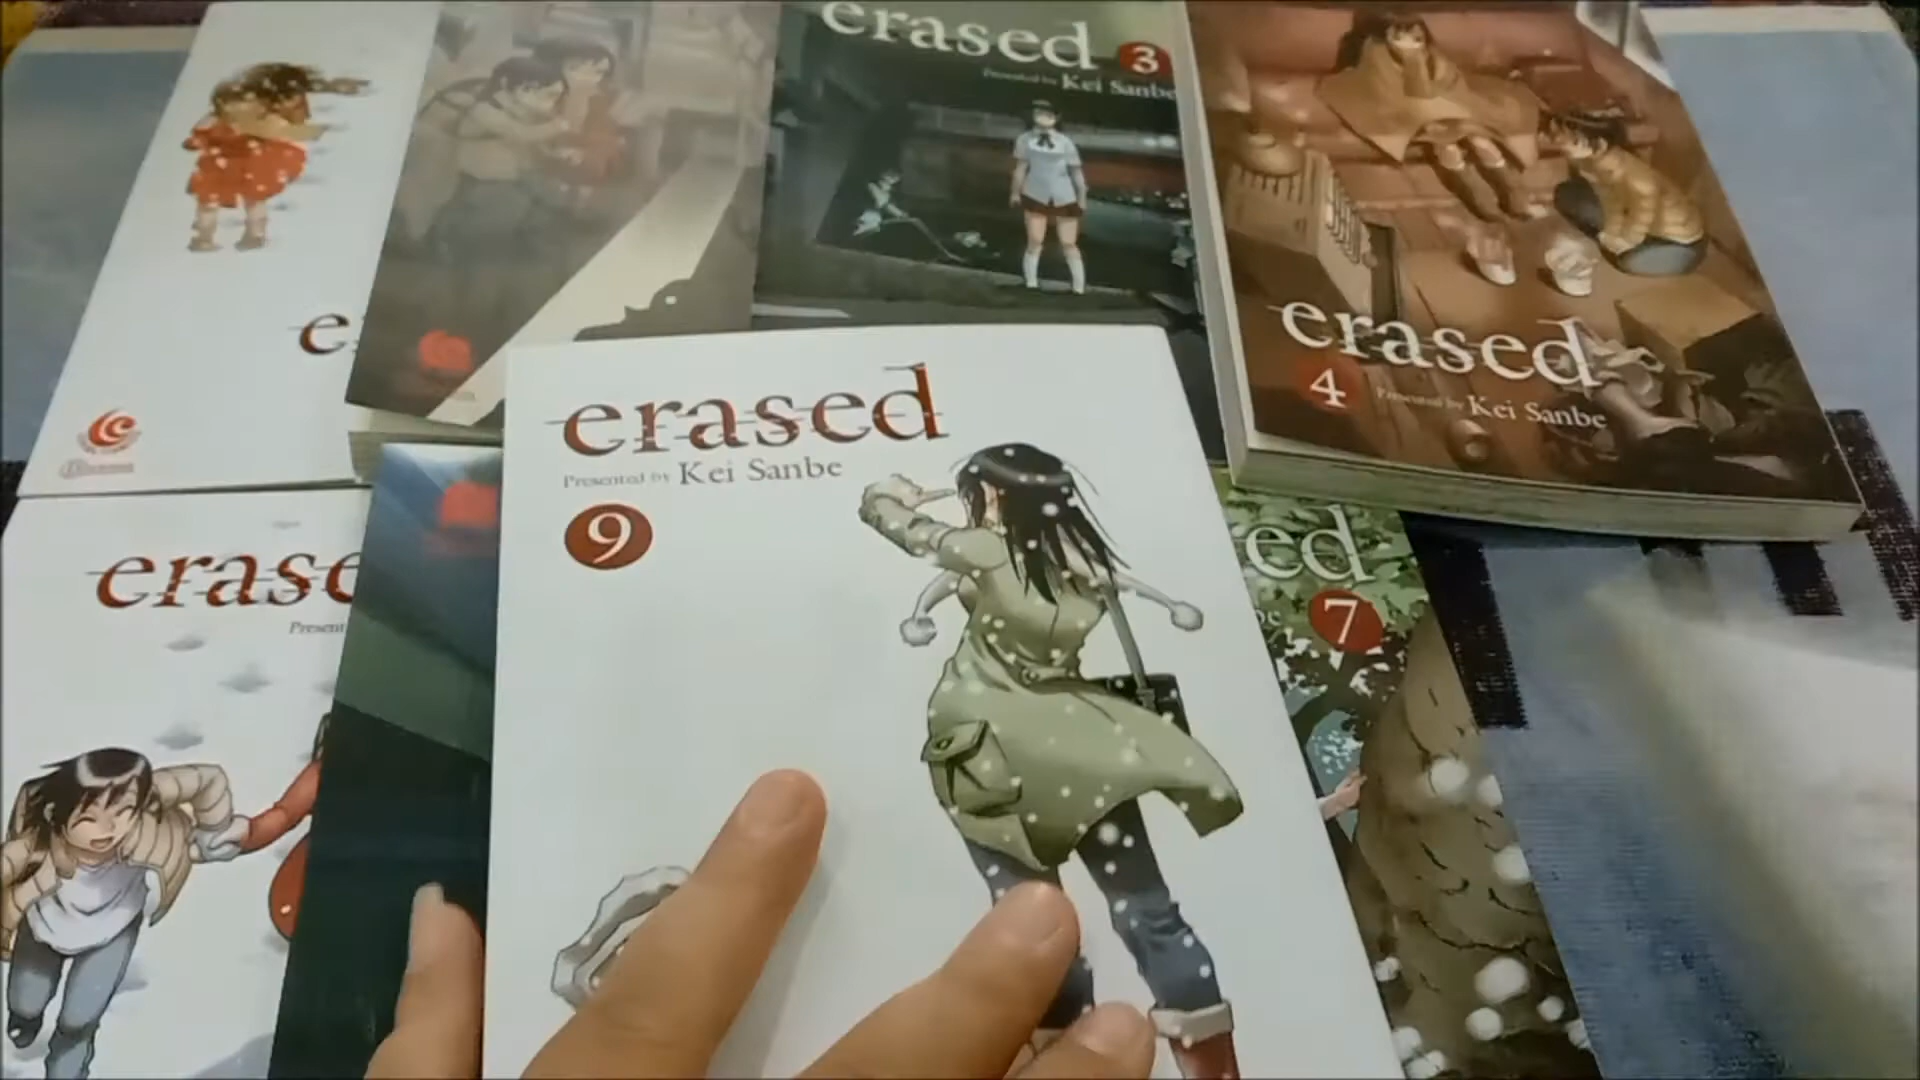 erased 3
Presented by Kei Sanbe
erased
4 Presented by Kei Sanbe
e
erased
Presented by Kei Sanbe
9
erase
Present
ed
7